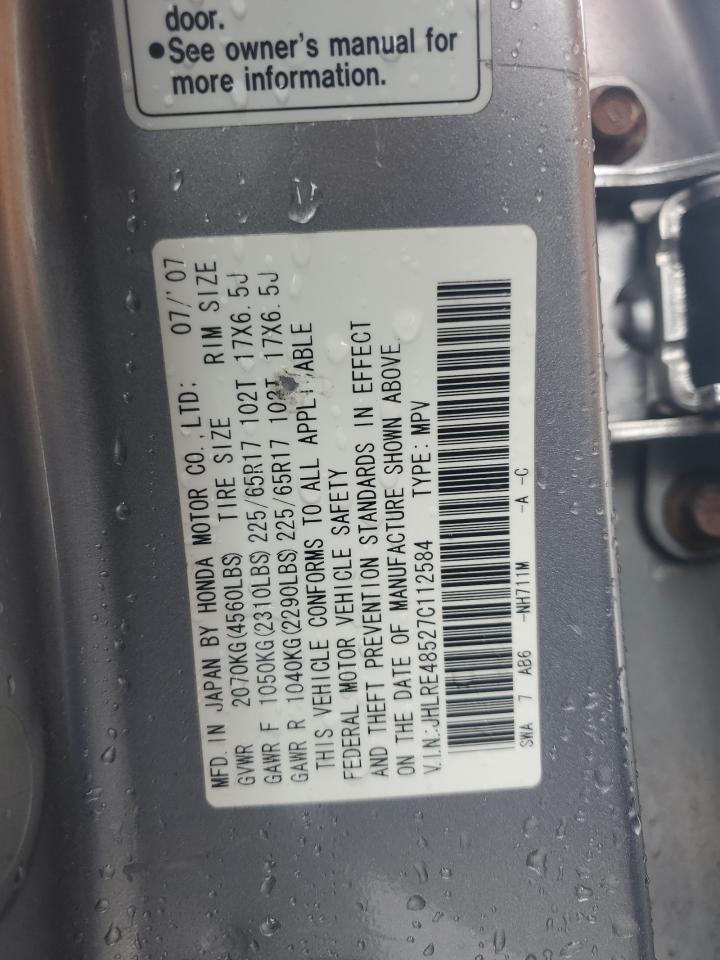 door.
●See owner's manual for
more information.
MFD. IN JAPAN BY HONDA MOTOR CO., LTD: 07/'07
GVWR 2070KG(4560LBS) TIRE SIZE RIM SIZE
GAWR F 1050KG(2310LBS) 225/65R17 102T 17X6.5J
GAWR R 1040KG(2290LBS) 225/65R17 102T 17X6.5J
THIS VEHICLE CONFORMS TO ALL APPLICABLE
FEDERAL MOTOR VEHICLE SAFETY
AND THEFT PREVENTION STANDARDS IN EFFECT
ON THE DATE OF MANUFACTURE SHOWN ABOVE.
V.I.N.:JHLRE48527C112584 TYPE: MPV
SWA 7 AB6 -NH711M -A -C